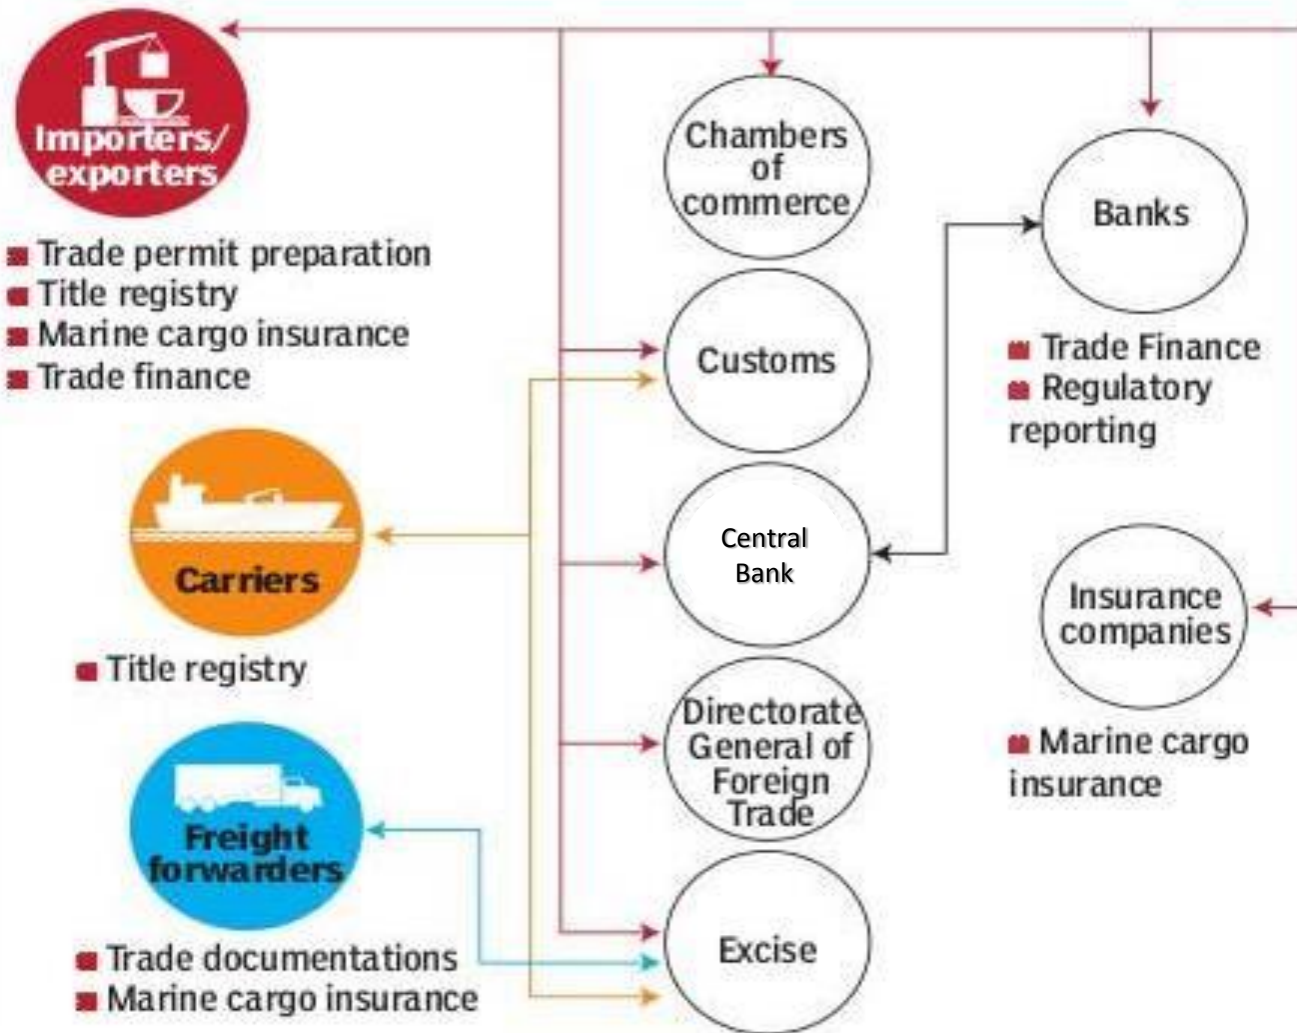 Importers/
exporters
Trade permit preparation
Title registry
Marine cargo insurance
Trade finance
Carriers
Title registry
Freight
forwarders
Trade documentations
Marine cargo insurance
Chambers
of
commerce
Customs
Central
Bank
Directorate
General of
Foreign
Trade
Excise
Banks
Trade Finance
Regulatory
reporting
Insurance
companies
Marine cargo
insurance